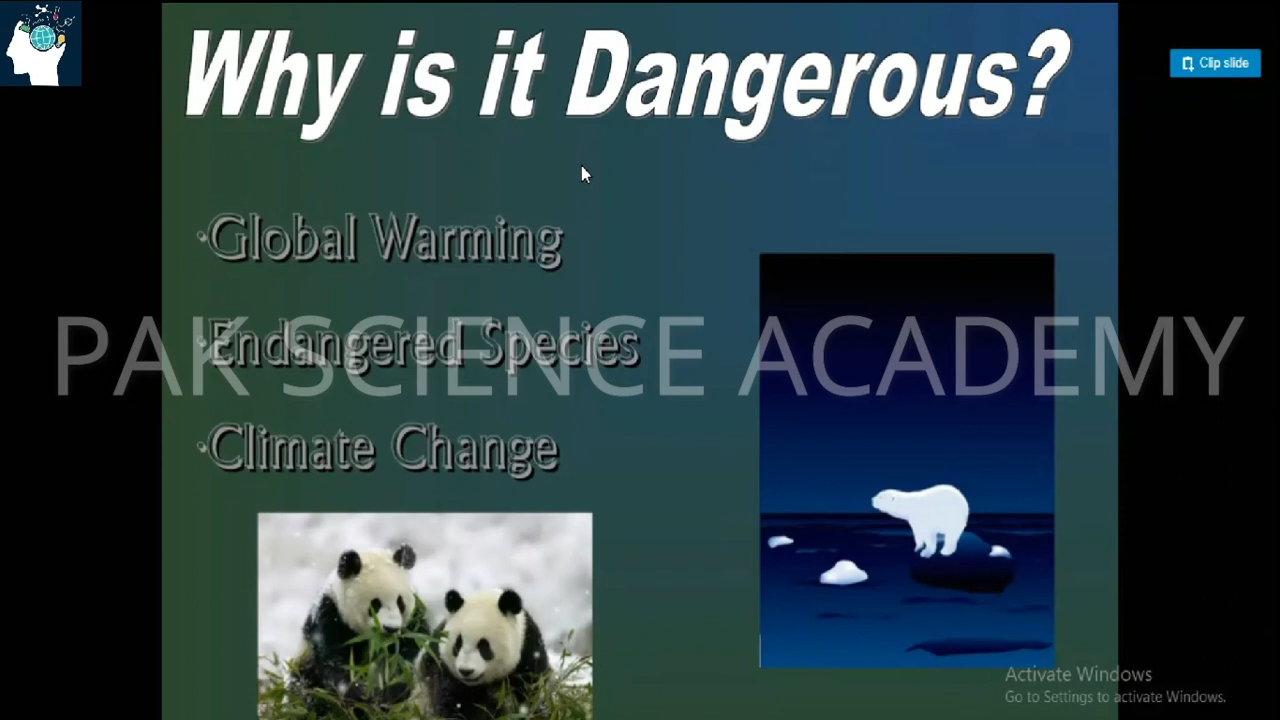 Why is it Dangerous?
Clip slide
•Global Warming
•Endangered Species
PAK SCIENCE ACADEMY
•Climate Change
Activate Windows
Go to Settings to activate Windows.